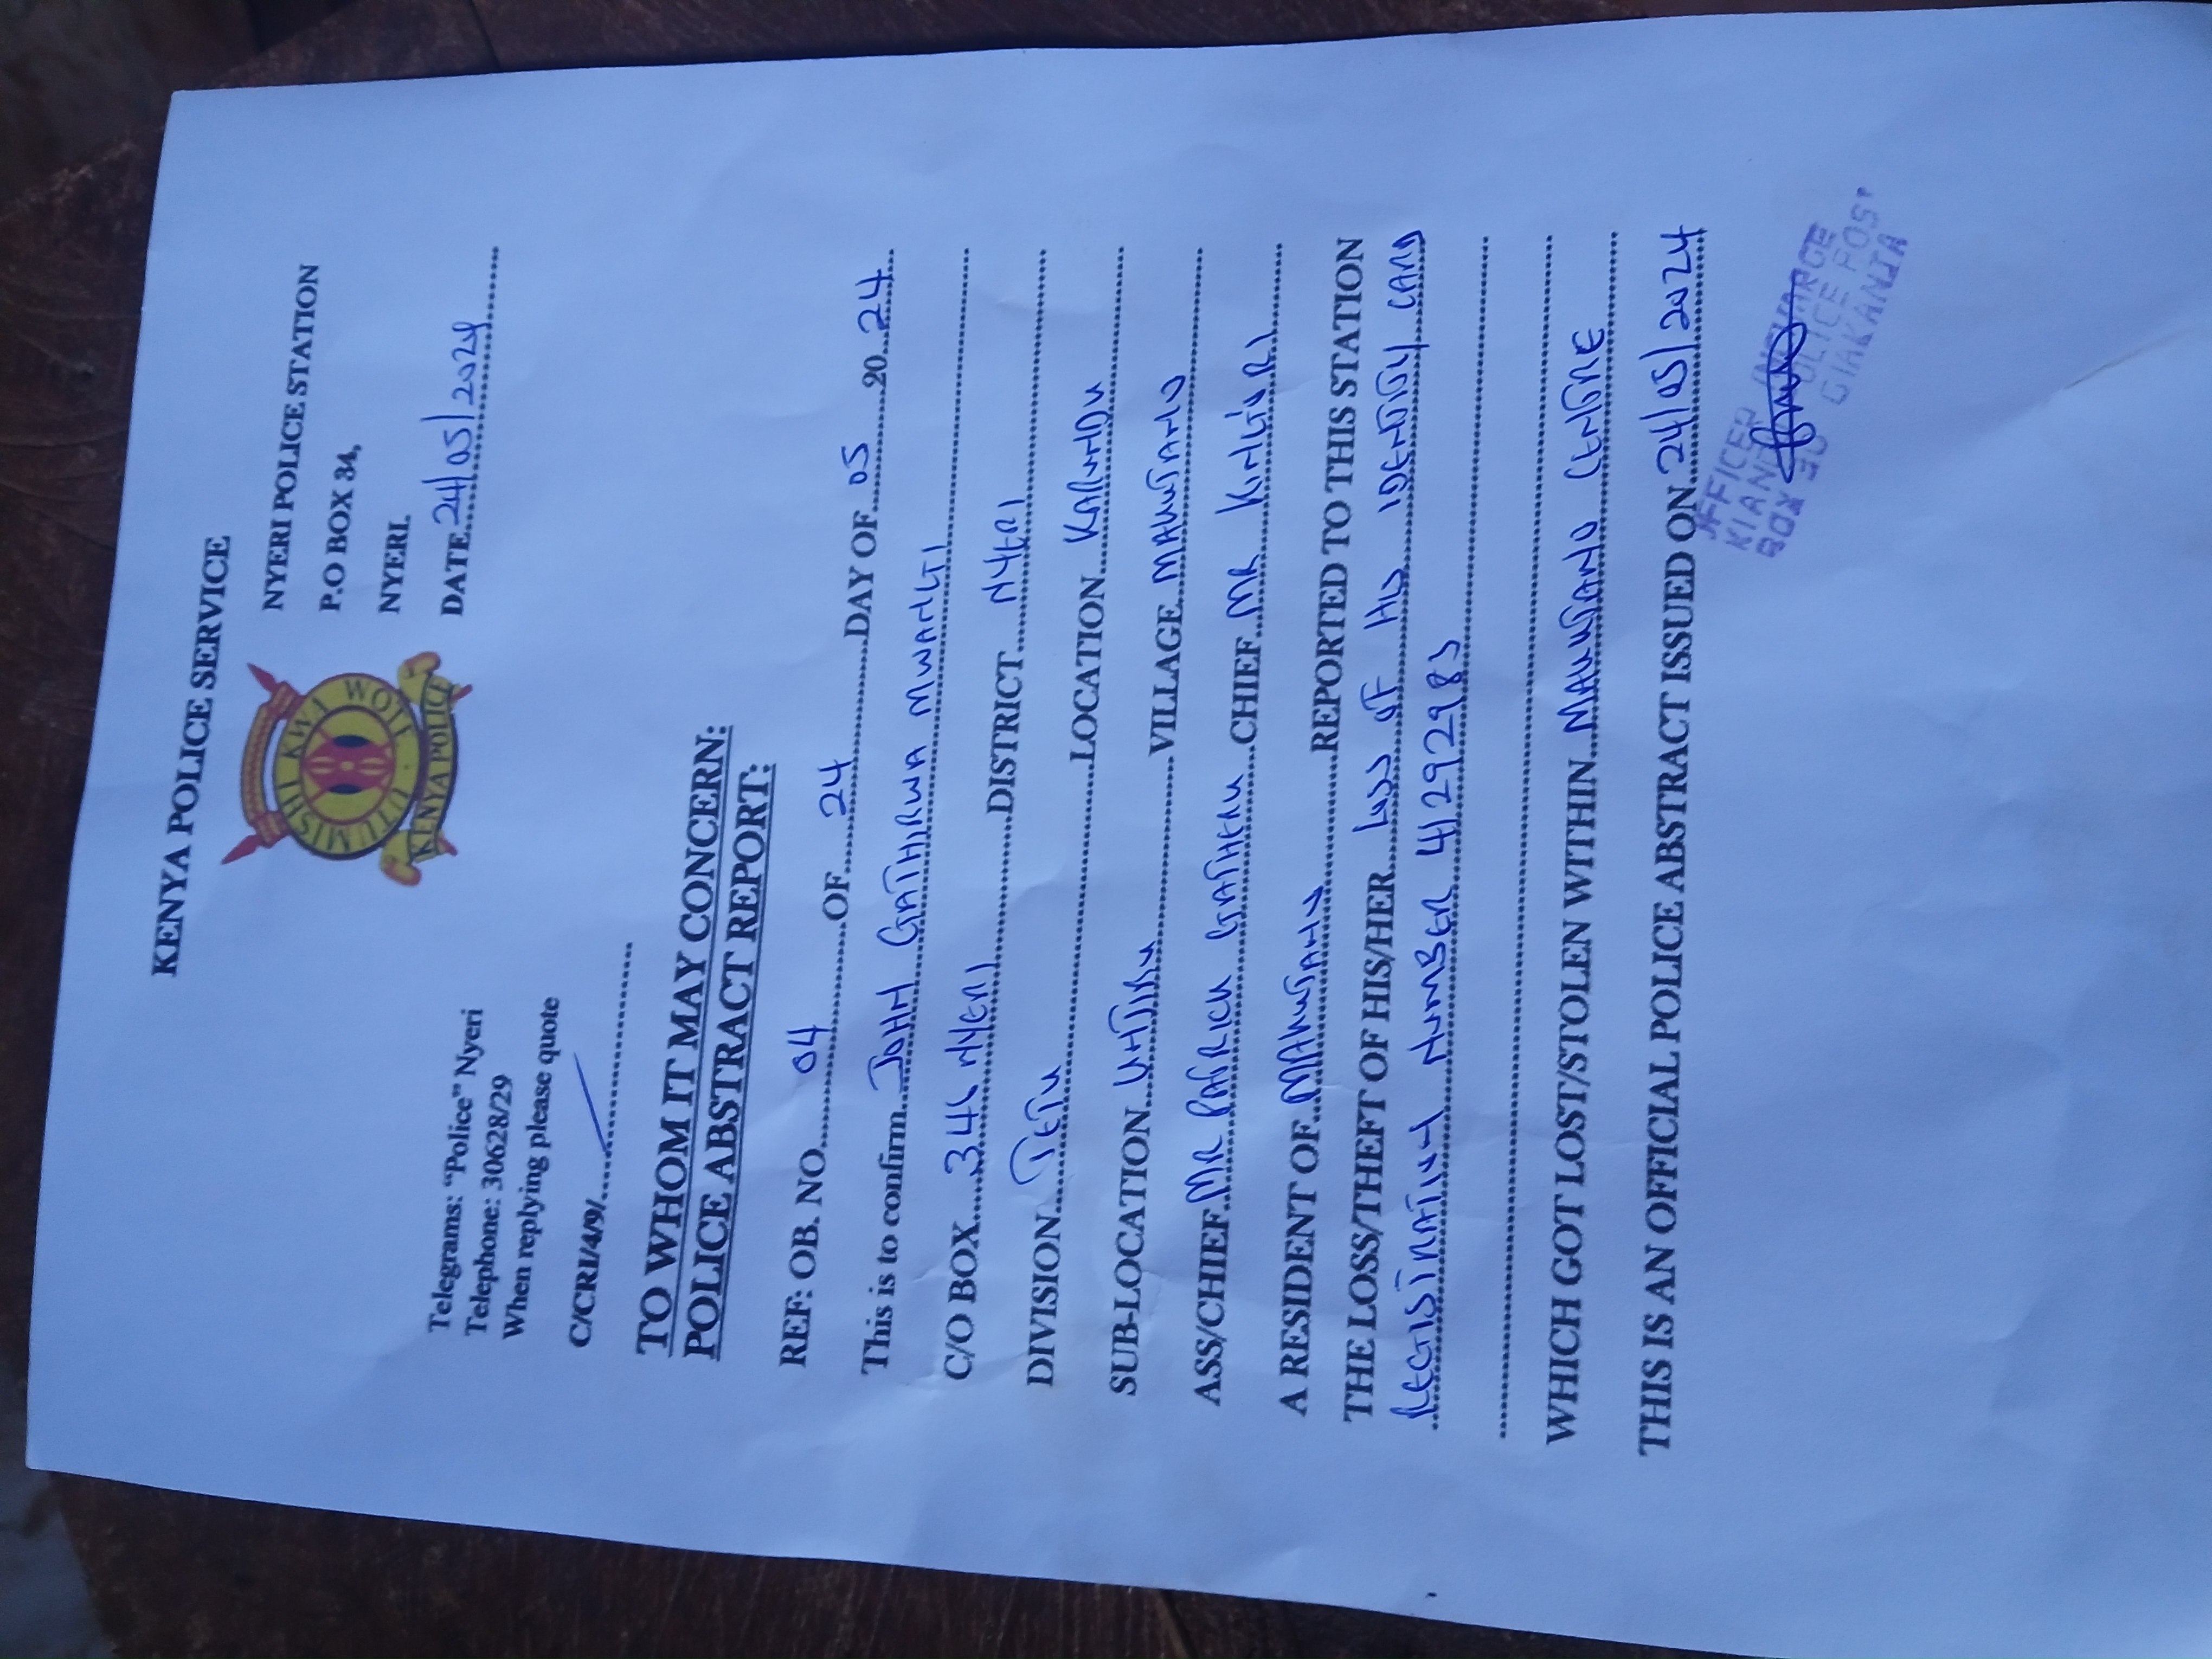 KENYA POLICE SERVICE
UTUMISHI KWA WOTE
KENYA POLICE
NYERI POLICE STATION
P.O BOX 34,
NYERI.
DATE 24/05/2024
Telegrams: “Police” Nyeri
Telephone: 30628/29
When replying please quote
C/CRI/4/9/
TO WHOM IT MAY CONCERN:
POLICE ABSTRACT REPORT:
REF: OB. NO 04 OF 24 DAY OF 05 20 24
This is to confirm JOHN GATHIRWA MWANGI
C/O BOX 346 NYERI DISTRICT NYERI
DIVISION TETU LOCATION KARUNDU
SUB-LOCATION UNJIRU VILLAGE MAKUTANO
ASS/CHIEF MR PATRICK GATHERU CHIEF MR KING'ORI
A RESIDENT OF MAKUTANO REPORTED TO THIS STATION
THE LOSS/THEFT OF HIS/HER LOSS OF HIS IDENTITY CARD
REGISTRATION NUMBER 41292983
WHICH GOT LOST/STOLEN WITHIN MAKUTANO CENTRE
THIS IS AN OFFICIAL POLICE ABSTRACT ISSUED ON 24/05/2024
OFFICER INCHARGE
POLICE POST
BOX 30 GIAKANJA